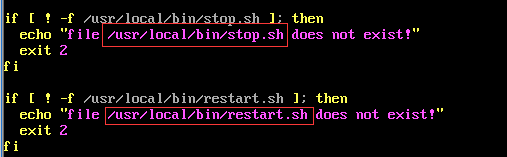 if [ ! -f /usr/local/bin/stop.sh ]; then
echo "file /usr/local/bin/stop.sh does not exist!"
exit 2
fi
if [ ! -f /usr/local/bin/restart.sh ]; then
echo "file /usr/local/bin/restart.sh does not exist!"
exit 2
fi